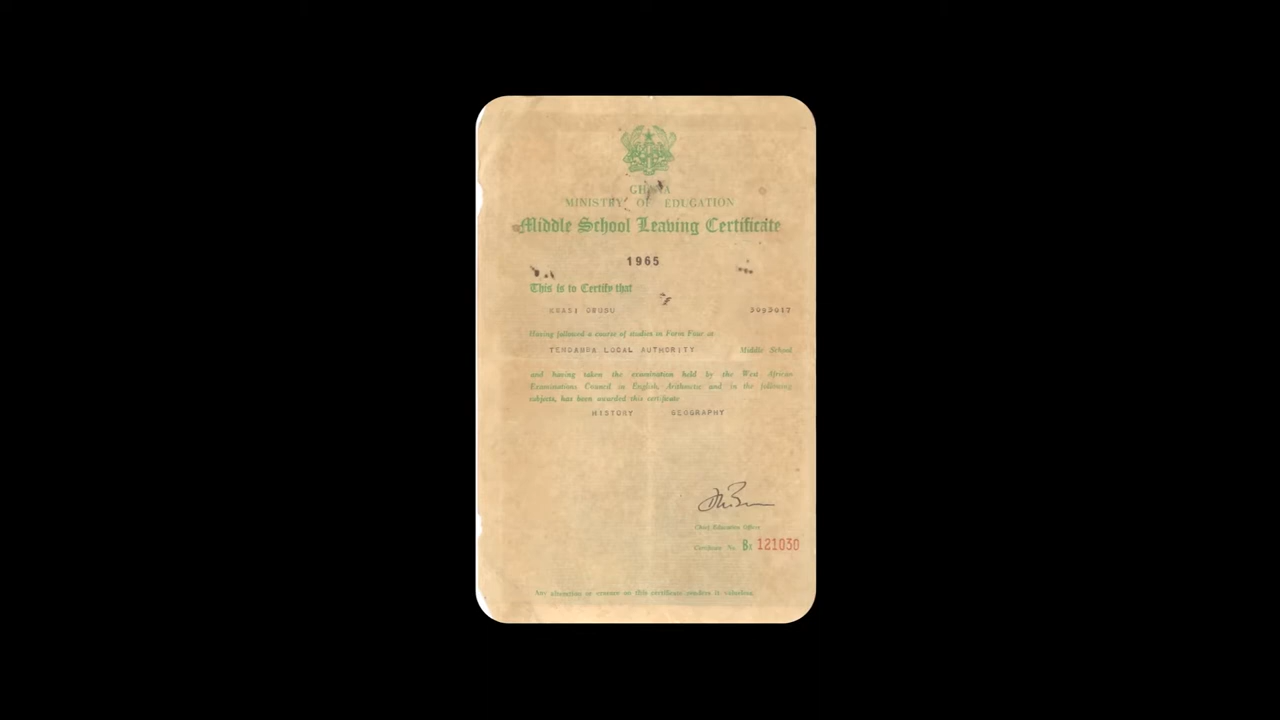 GHANA
MINISTRY OF EDUCATION
Middle School Leaving Certificate
1965
This is to Certify that
KWASI OWUSU 3093017
Having followed a course of studies in Form Four at
LOCAL AUTHORITY Middle School
and having taken the examination held by the West African
Examinations Council in English, Arithmetic and in the following
subjects, has been awarded this certificate
HISTORY GEOGRAPHY
Chief Education Officer
Certificate No. Bx 121030
Any alteration or erasure on this certificate renders it valueless.